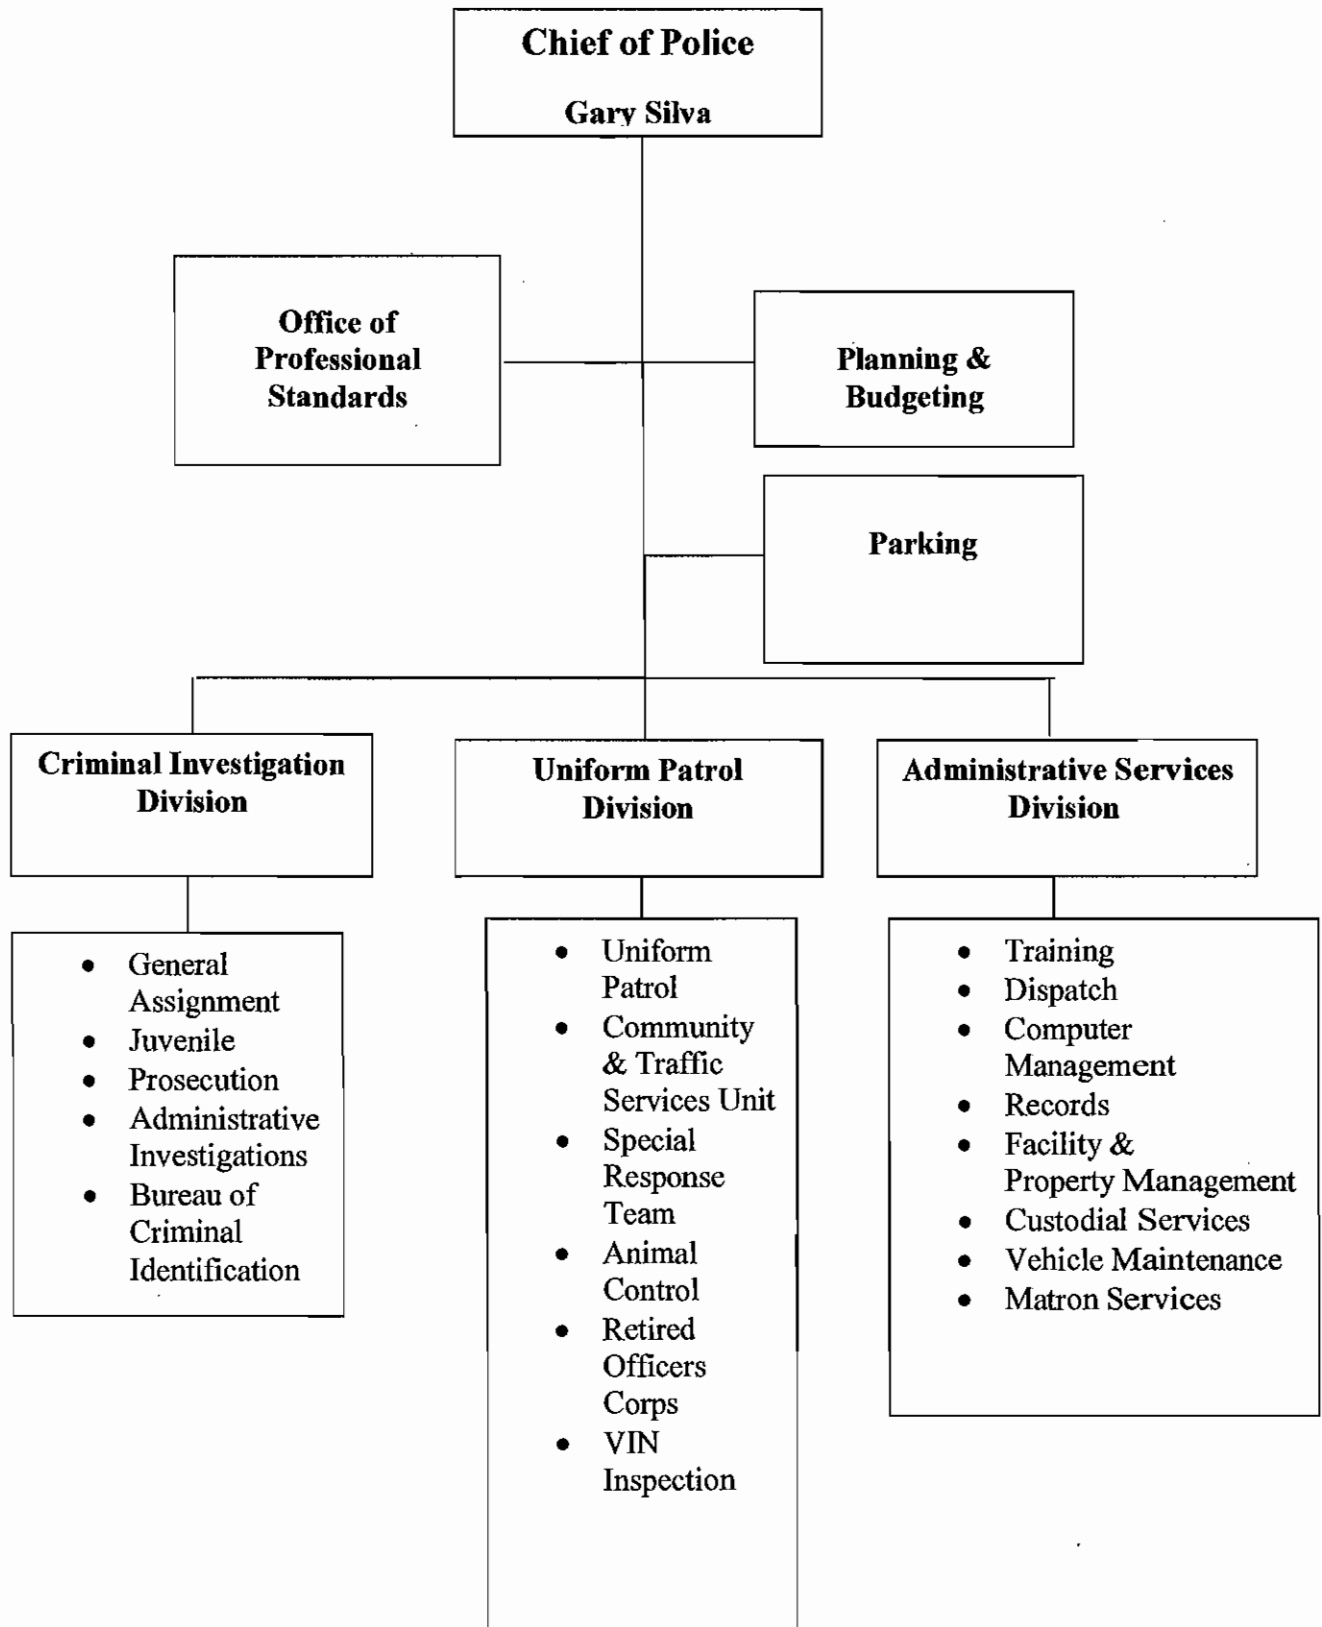 Chief of Police
Gary Silva
Office of
Professional
Standards
Planning &
Budgeting
Parking
Criminal Investigation
Division
Uniform Patrol
Division
Administrative Services
Division
• General
Assignment
• Juvenile
• Prosecution
• Administrative
Investigations
• Bureau of
Criminal
Identification
• Uniform
Patrol
• Community
& Traffic
Services Unit
• Special
Response
Team
• Animal
Control
• Retired
Officers
Corps
• VIN
Inspection
• Training
• Dispatch
• Computer
Management
• Records
• Facility &
Property Management
• Custodial Services
• Vehicle Maintenance
• Matron Services